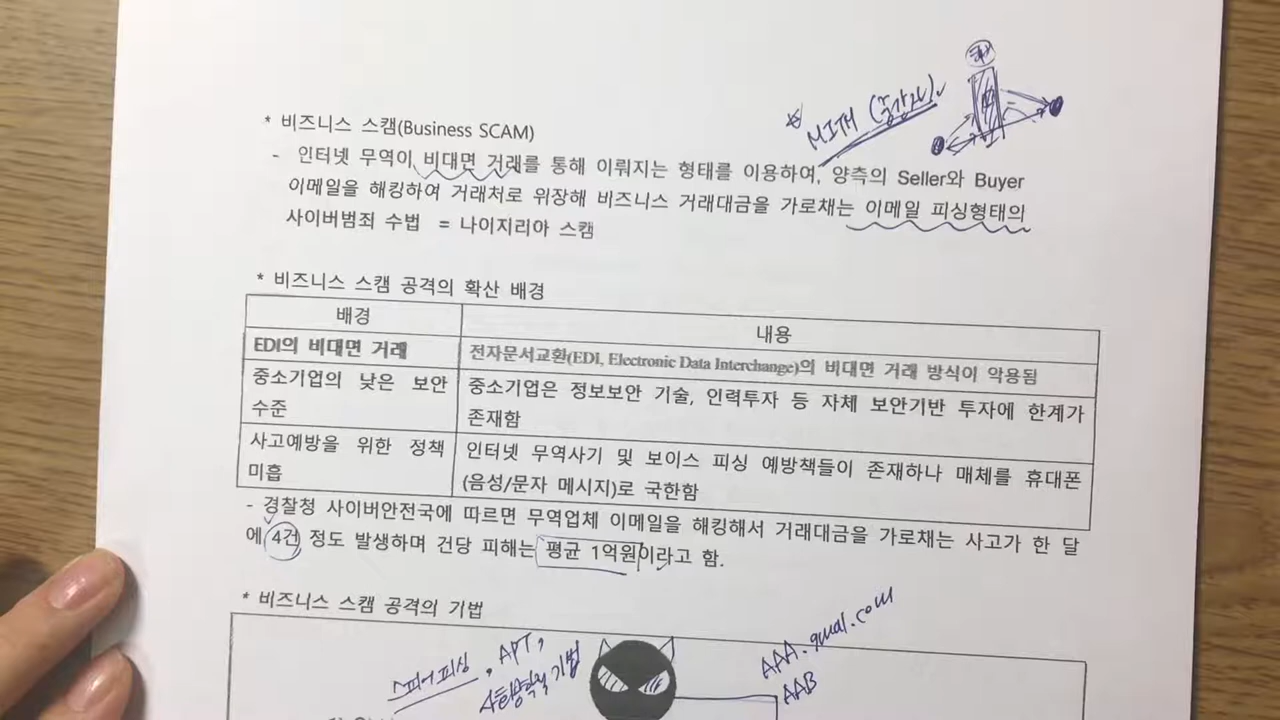 * 비즈니스 스캠(Business SCAM)
MITM (중감자)
- 인터넷 무역이 비대면 거래를 통해 이뤄지는 형태를 이용하여, 양측의 Seller와 Buyer
이메일을 해킹하여 거래처로 위장해 비즈니스 거래대금을 가로채는 이메일 피싱형태의
사이버범죄 수법 = 나이지리아 스캠
* 비즈니스 스캠 공격의 확산 배경
배경 내용
EDI의 비대면 거래 전자문서교환(EDI, Electronic Data Interchange)의 비대면 거래 방식이 악용됨
중소기업의 낮은 보안 중소기업은 정보보안 기술, 인력투자 등 자체 보안기반 투자에 한계가
수준 존재함
사고예방을 위한 정책 인터넷 무역사기 및 보이스 피싱 예방책들이 존재하나 매체를 휴대폰
미흡 (음성/문자 메시지)로 국한함
- 경찰청 사이버안전국에 따르면 무역업체 이메일을 해킹해서 거래대금을 가로채는 사고가 한 달
에 4건 정도 발생하며 건당 피해는 평균 1억원이라고 함.
* 비즈니스 스캠 공격의 기법
스피어피싱, APT,
사회공학적 기법
AAA.gmal.com
AAB